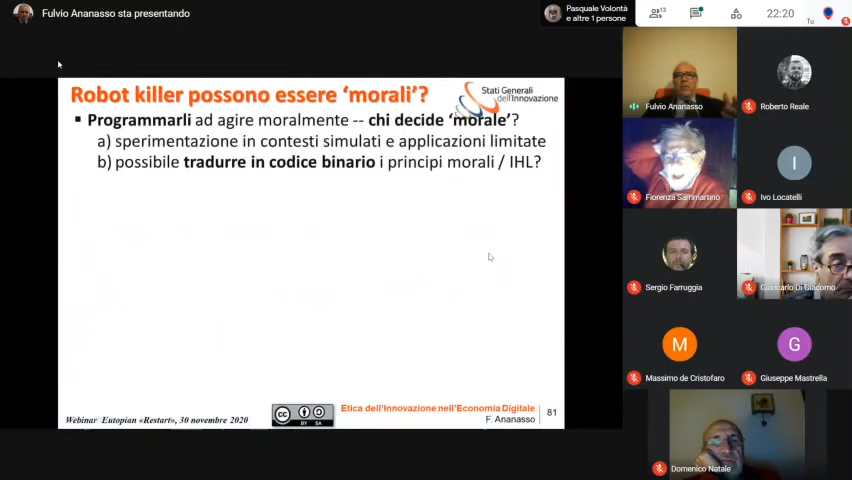 Fulvio Ananasso sta presentando
Pasquale Volontà
e altre 1 persone
13
22:20
Tu
Robot killer possono essere ‘morali’?
Stati Generali
dell'Innovazione
▪ Programmarli ad agire moralmente -- chi decide ‘morale’?
a) sperimentazione in contesti simulati e applicazioni limitate
b) possibile tradurre in codice binario i principi morali / IHL?
Webinar Eutopian «Restart», 30 novembre 2020
cc
BY SA
Etica dell'Innovazione nell'Economia Digitale
F. Ananasso
81
Fulvio Ananasso
Roberto Reale
Fiorenza Sammartino
I
Ivo Locatelli
Sergio Farruggia
Giancarlo Di Giacomo
M
Massimo de Cristofaro
G
Giuseppe Mastrella
Domenico Natale